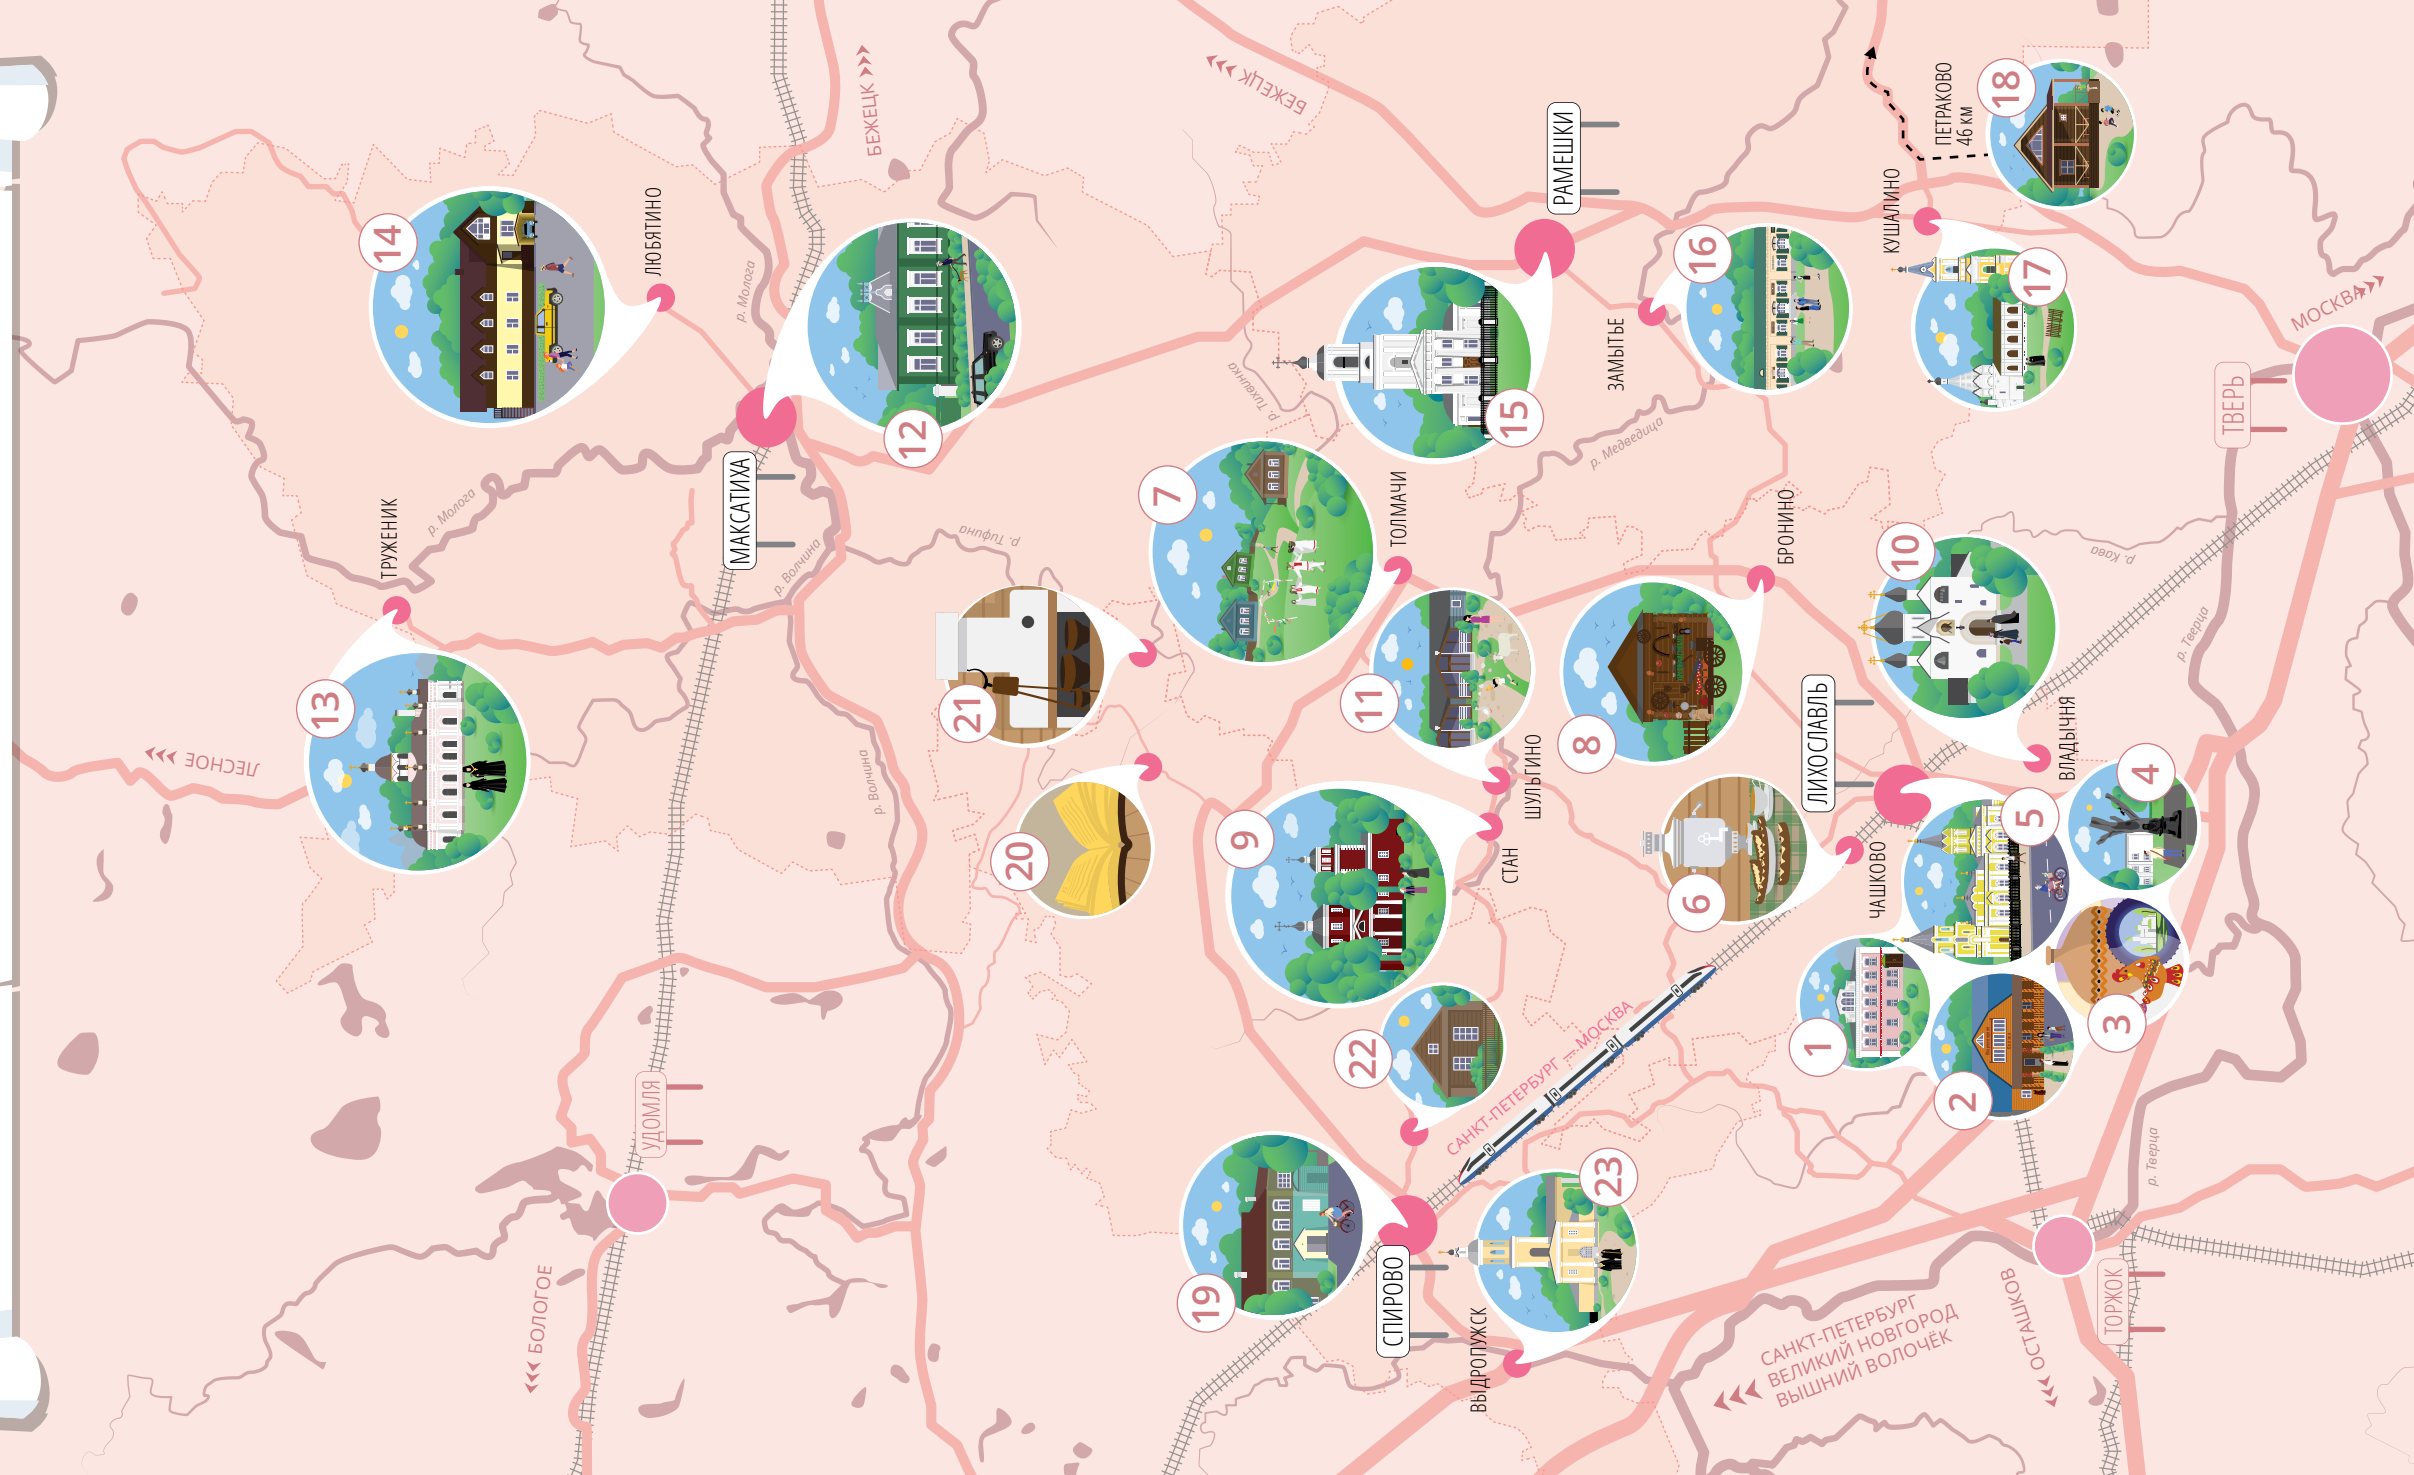 ЛЕСНОЕ
ТРУЖЕНИК
р. Молога
13
14
ЛЮБЯТИНО
р. Молога
БЕЖЕЦК
БЕЖЕЦК
МАКСАТИХА
12
р. Волчина
р. Волчина
р. Тифина
р. Тихвинка
УДОМЛЯ
БОЛОГОЕ
21
20
7
ТОЛМАЧИ
11
ШУЛЬГИНО
9
СТАН
22
19
СПИРОВО
23
ВЫДРОПУЖСК
САНКТ-ПЕТЕРБУРГ — МОСКВА
РАМЕШКИ
15
ЗАМЫТЬЕ
16
р. Медведица
КУШАЛИНО
17
ПЕТРАКОВО
46 км
18
БРОНИНО
8
10
ЛИХОСЛАВЛЬ
ВЛАДЫЧНЯ
6
ЧАШКОВО
5
4
1
2
3
МОСКВА
ТВЕРЬ
р. Кава
р. Тверца
р. Тверца
ТОРЖОК
ОСТАШКОВ
САНКТ-ПЕТЕРБУРГ
ВЕЛИКИЙ НОВГОРОД
ВЫШНИЙ ВОЛОЧЁК